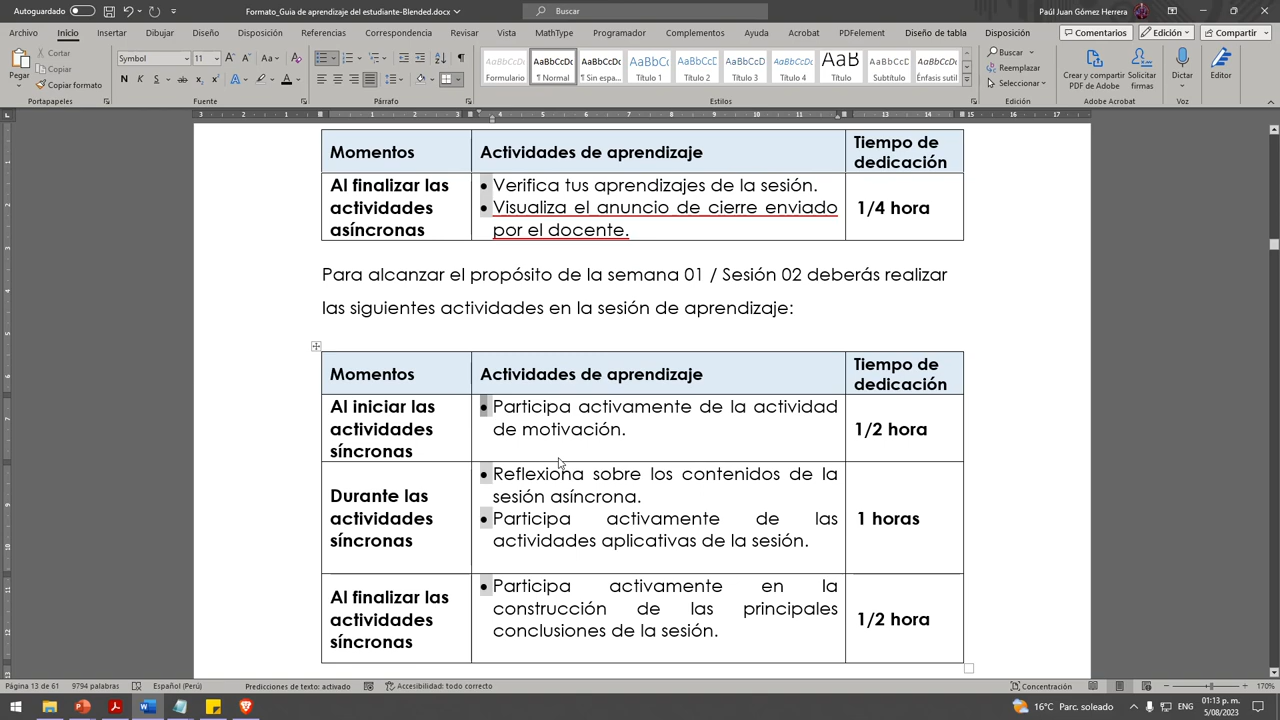 Autoguardado
Formato_Guia de aprendizaje del estudiante-Blended.docx
Buscar
Paúl Juan Gómez Herrera
Archivo Inicio Insertar Dibujar Diseño Disposición Referencias Correspondencia Revisar Vista MathType Programador Complementos Ayuda Acrobat PDFelement Diseño de tabla Disposición
Comentarios Edición Compartir
Pegar
Cortar
Copiar
Copiar formato
Portapapeles
Symbol 11
N K S
Fuente
Párrafo
AaBbCcDc Formulario
AaBbCcDc ¶ Normal
AaBbCcDc ¶ Sin espa...
AaBbCc Título 1
AaBbCcC Título 2
AaBbCcD Título 3
AaBbCcD Título 4
AaB Título
AaBbCcD Subtítulo
AaBbCcDc Énfasis sutil
Estilos
Buscar
Reemplazar
Seleccionar
Edición
Crear y compartir PDF de Adobe
Solicitar firmas
Adobe Acrobat
Dictar
Voz
Editor
Momentos Actividades de aprendizaje Tiempo de dedicación
Al finalizar las actividades asíncronas
• Verifica tus aprendizajes de la sesión.
• Visualiza el anuncio de cierre enviado
por el docente.
1/4 hora
Para alcanzar el propósito de la semana 01 / Sesión 02 deberás realizar
las siguientes actividades en la sesión de aprendizaje:
Momentos Actividades de aprendizaje Tiempo de dedicación
Al iniciar las actividades síncronas
• Participa activamente de la actividad
de motivación.
1/2 hora
Durante las actividades síncronas
• Reflexiona sobre los contenidos de la
sesión asíncrona.
• Participa activamente de las
actividades aplicativas de la sesión.
1 horas
Al finalizar las actividades síncronas
• Participa activamente en la
construcción de las principales
conclusiones de la sesión.
1/2 hora
Página 13 de 61 9794 palabras Español (Perú) Predicciones de texto: activado Accesibilidad: todo correcto Concentración 170%
16°C Parc. soleado ENG 01:13 p. m.
5/08/2023